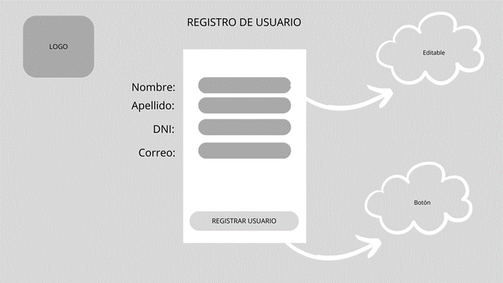 REGISTRO DE USUARIO
LOGO
Editable
Nombre:
Apellido:
DNI:
Correo:
Botón
REGISTRAR USUARIO